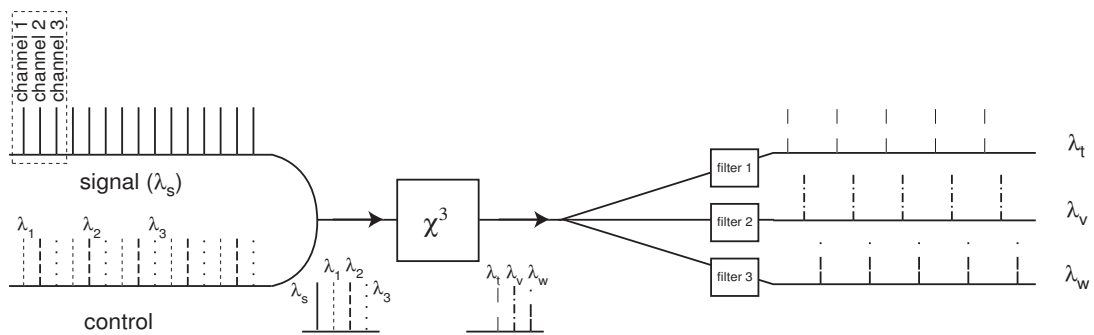 channel 1
channel 2
channel 3
signal (λs)
λ1 λ2 λ3
control
χ3
λs λ1 λ2 λ3
λt λv λw
filter 1
λt
filter 2
λv
filter 3
λw